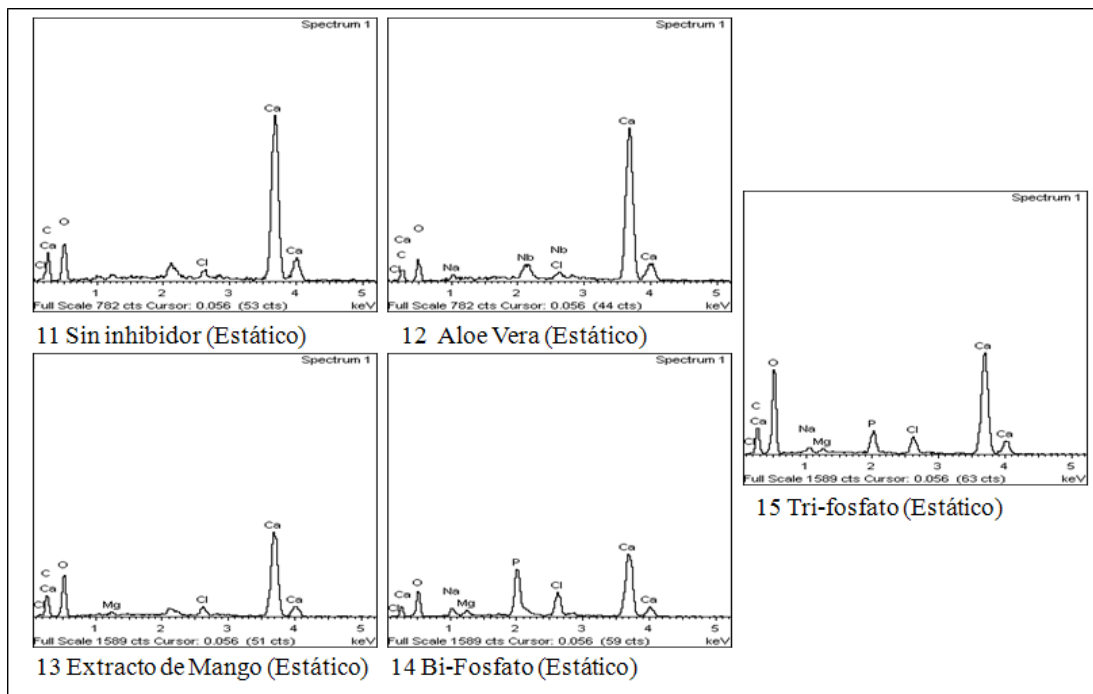 Spectrum 1
Ca
C
O
Ca
Cl
Cl
Ca
1 2 3 4 5
Full Scale 782 cts Cursor: 0.056 (53 cts) keV
11 Sin inhibidor (Estático)
Spectrum 1
Ca
Ca
O
C
Cl
Na
Nb
Nb
Cl
Ca
1 2 3 4 5
Full Scale 782 cts Cursor: 0.056 (44 cts) keV
12 Aloe Vera (Estático)
Spectrum 1
Ca
C
O
Ca
Cl
Mg
Cl
Ca
1 2 3 4 5
Full Scale 1589 cts Cursor: 0.056 (51 cts) keV
13 Extracto de Mango (Estático)
Spectrum 1
Ca
P
C
O
Ca
Cl
Na
Mg
Cl
Ca
1 2 3 4 5
Full Scale 1589 cts Cursor: 0.056 (59 cts) keV
14 Bi-Fosfato (Estático)
Spectrum 1
Ca
O
C
Ca
Cl
Na
Mg
P
Cl
Ca
1 2 3 4 5
Full Scale 1589 cts Cursor: 0.056 (63 cts) keV
15 Tri-fosfato (Estático)